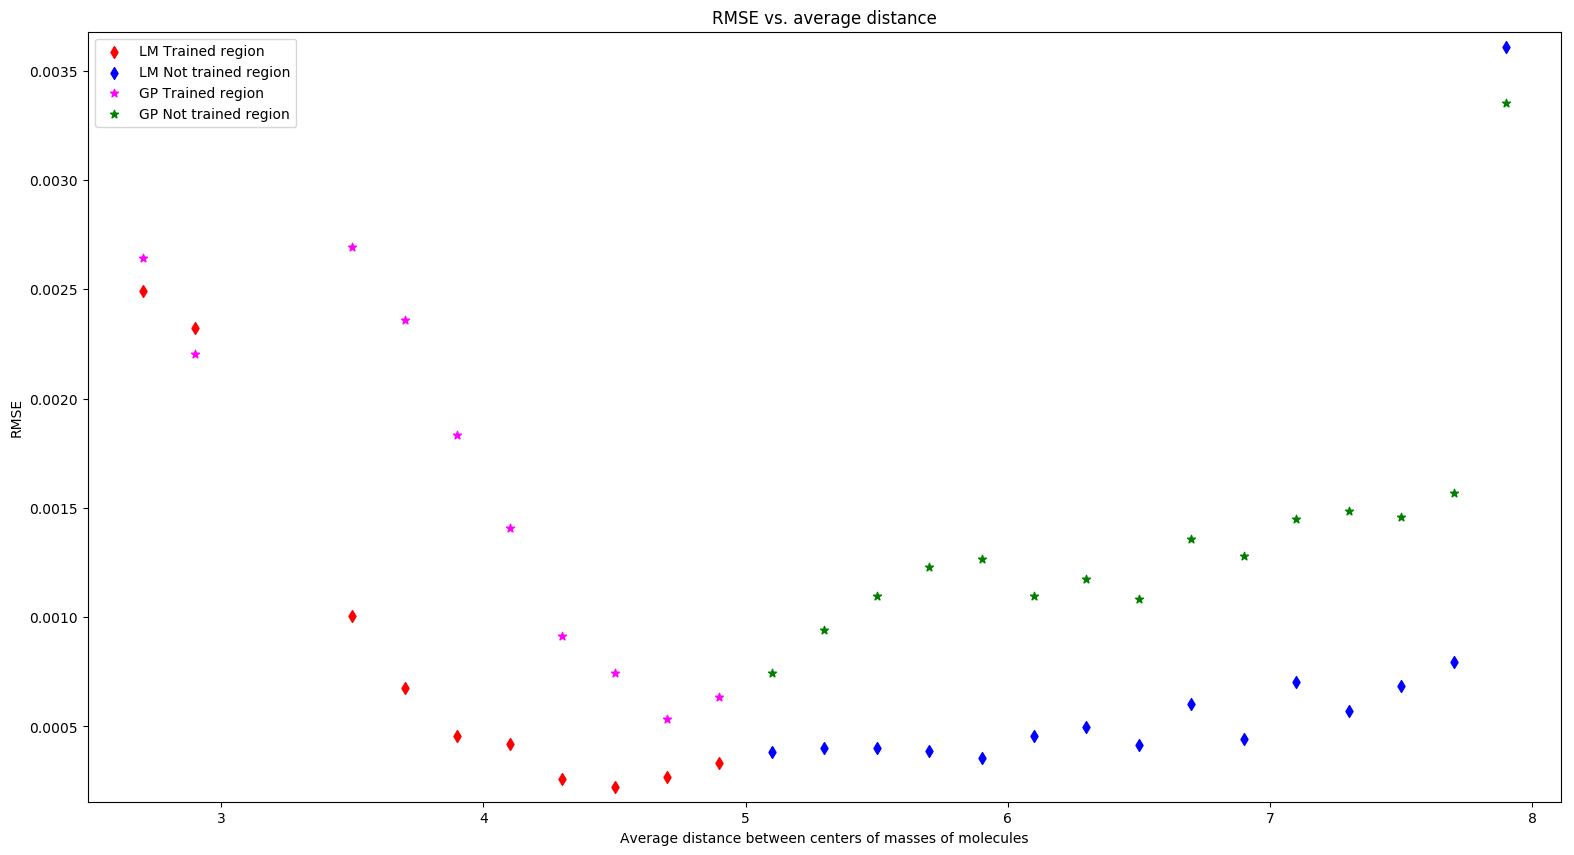 RMSE vs. average distance
LM Trained region
LM Not trained region
GP Trained region
GP Not trained region
0.0035
0.0030
0.0025
0.0020
0.0015
0.0010
0.0005
RMSE
3 4 5 6 7 8
Average distance between centers of masses of molecules